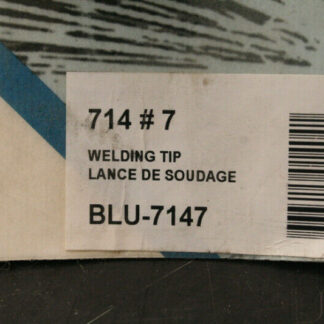 714 # 7
WELDING TIP
LANCE DE SOUDAGE
BLU-7147